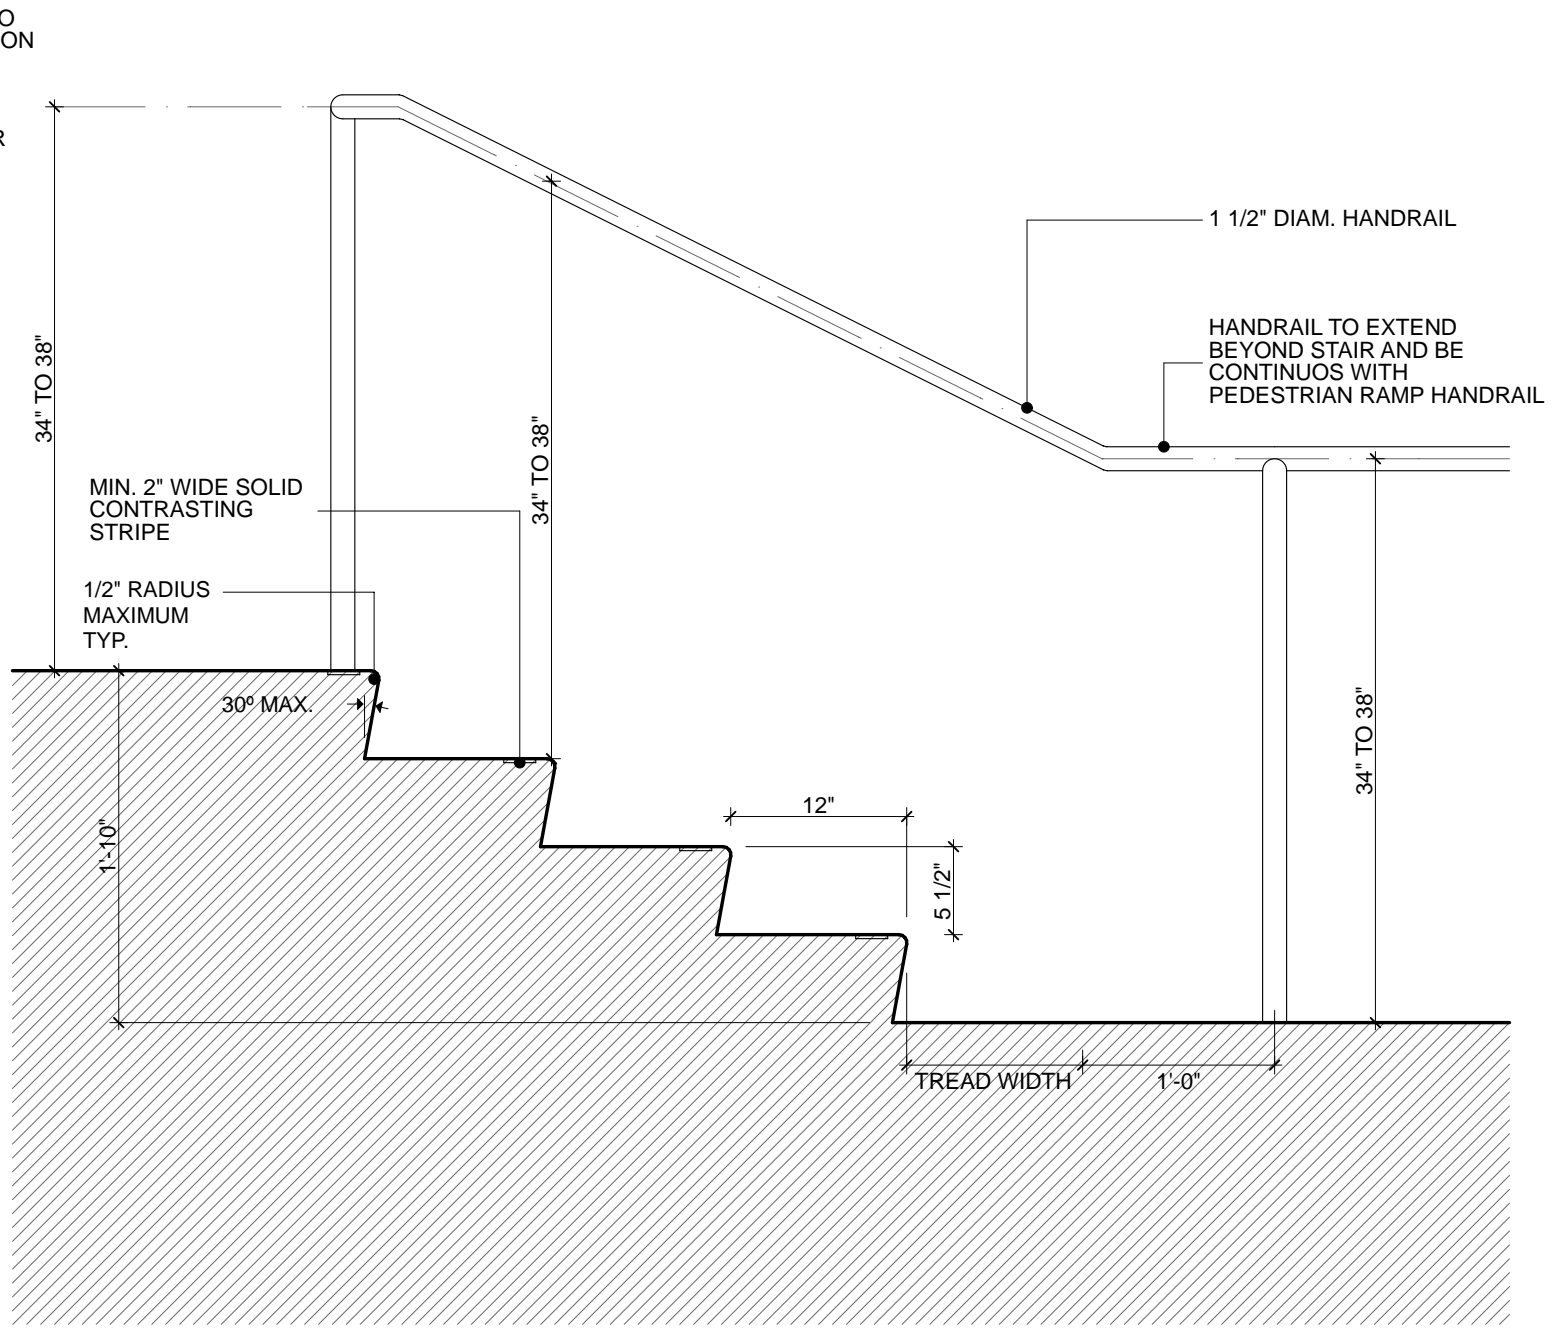 O
ON
R
34" TO 38"
34" TO 38"
1 1/2" DIAM. HANDRAIL
HANDRAIL TO EXTEND
BEYOND STAIR AND BE
CONTINUOS WITH
PEDESTRIAN RAMP HANDRAIL
MIN. 2" WIDE SOLID
CONTRASTING
STRIPE
1/2" RADIUS
MAXIMUM
TYP.
30º MAX.
1'-10"
12"
5 1/2"
34" TO 38"
TREAD WIDTH
1'-0"